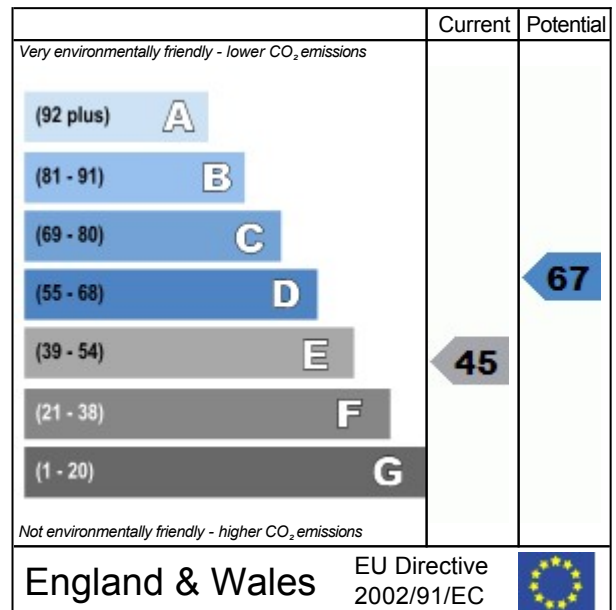 Current Potential
Very environmentally friendly - lower CO₂ emissions
(92 plus) A
(81 - 91) B
(69 - 80) C
(55 - 68) D
67
(39 - 54) E
45
(21 - 38) F
(1 - 20) G
Not environmentally friendly - higher CO₂ emissions
England & Wales
EU Directive
2002/91/EC